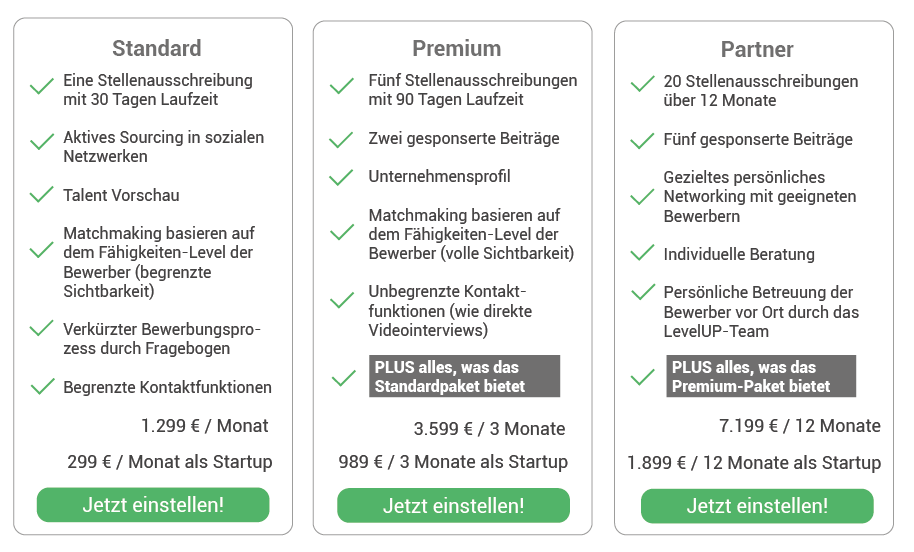 Standard
Eine Stellenausschreibung
mit 30 Tagen Laufzeit
Aktives Sourcing in sozialen
Netzwerken
Talent Vorschau
Matchmaking basieren auf
dem Fähigkeiten-Level der
Bewerber (begrenzte
Sichtbarkeit)
Verkürzter Bewerbungspro-
zess durch Fragebogen
Begrenzte Kontaktfunktionen
1.299 € / Monat
299 € / Monat als Startup
Jetzt einstellen!
Premium
Fünf Stellenausschreibungen
mit 90 Tagen Laufzeit
Zwei gesponserte Beiträge
Unternehmensprofil
Matchmaking basieren auf
dem Fähigkeiten-Level der
Bewerber (volle Sichtbarkeit)
Unbegrenzte Kontakt-
funktionen (wie direkte
Videointerviews)
PLUS alles, was das
Standardpaket bietet
3.599 € / 3 Monate
989 € / 3 Monate als Startup
Jetzt einstellen!
Partner
20 Stellenausschreibungen
über 12 Monate
Fünf gesponserte Beiträge
Gezieltes persönliches
Networking mit geeigneten
Bewerbern
Individuelle Beratung
Persönliche Betreuung der
Bewerber vor Ort durch das
LevelUP-Team
PLUS alles, was das
Premium-Paket bietet
7.199 € / 12 Monate
1.899 € / 12 Monate als Startup
Jetzt einstellen!